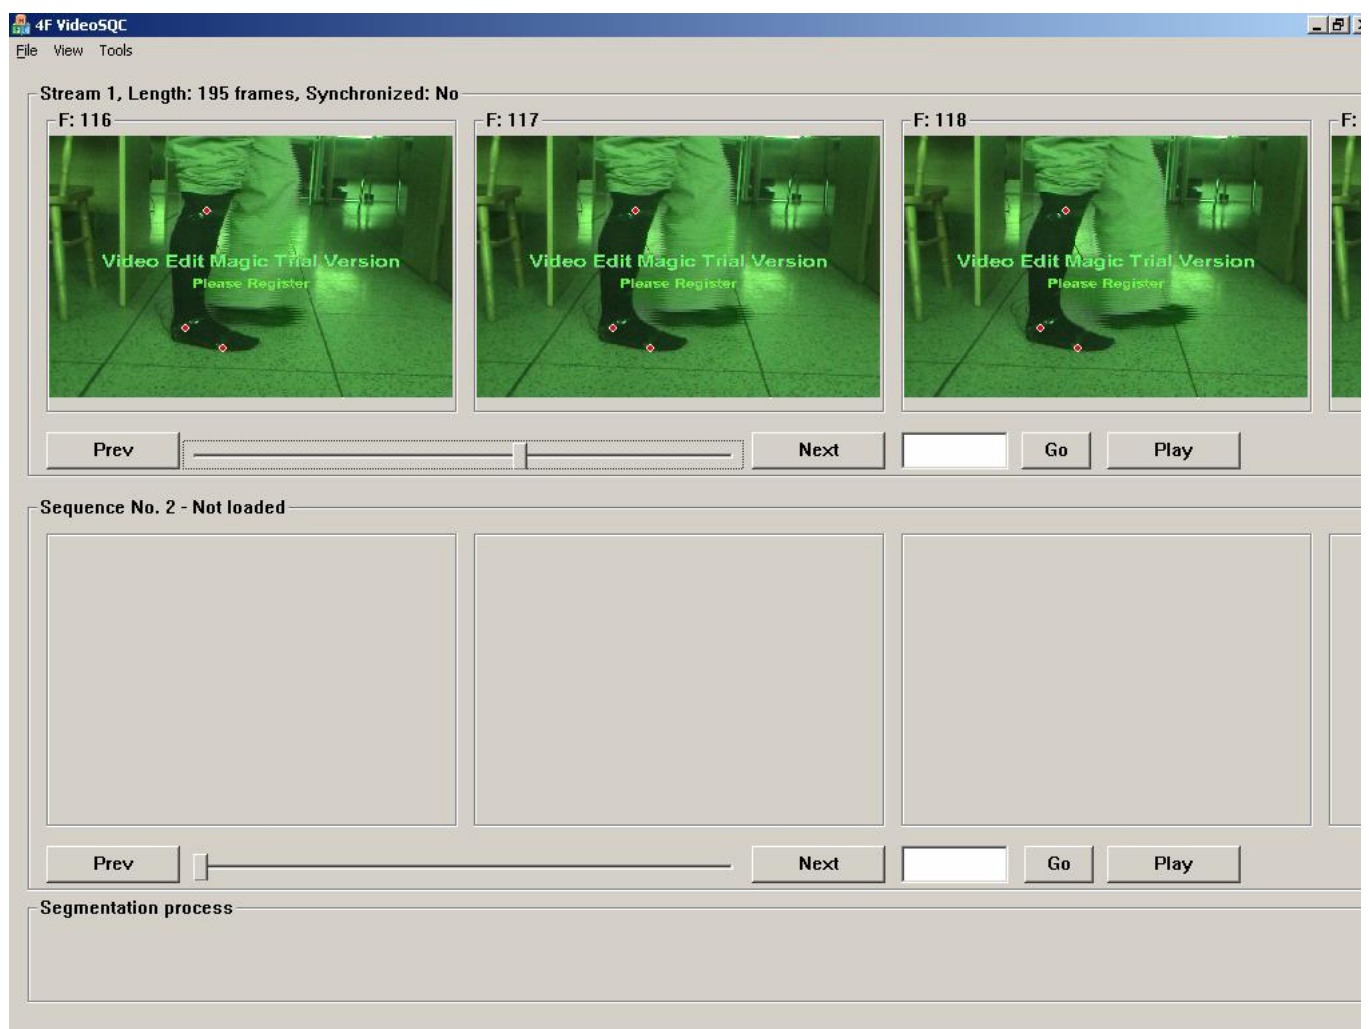 4F VideoSQC
File View Tools
Stream 1, Length: 195 frames, Synchronized: No
F: 116 F: 117 F: 118 F:
Video Edit Magic Trial Version Video Edit Magic Trial Version Video Edit Magic Trial Version
Please Register Please Register Please Register
Prev Next Go Play
Sequence No. 2 - Not loaded
Prev Next Go Play
Segmentation process